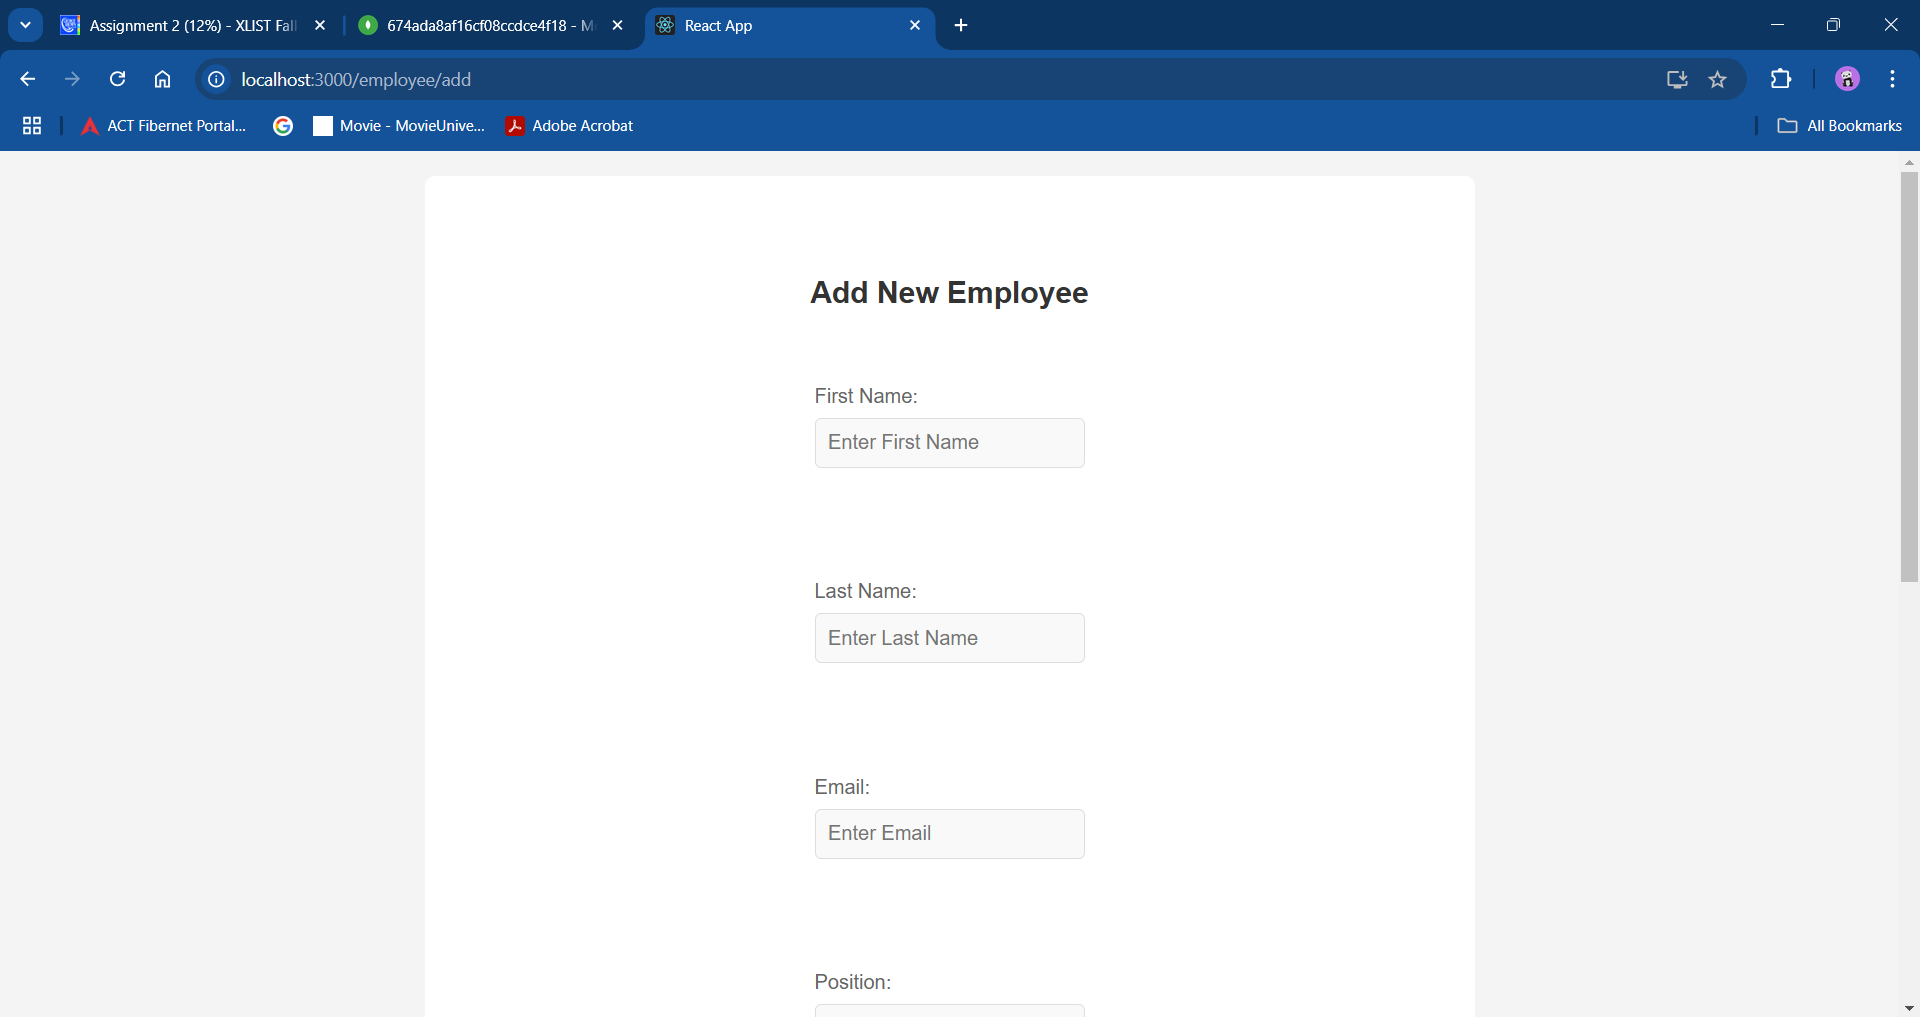 Assignment 2 (12%) - XLIST Fall
674ada8af16cf08ccdce4f18 - M
React App
localhost:3000/employee/add
ACT Fibernet Portal...
Movie - MovieUnive...
Adobe Acrobat
All Bookmarks
Add New Employee
First Name:
Enter First Name
Last Name:
Enter Last Name
Email:
Enter Email
Position: